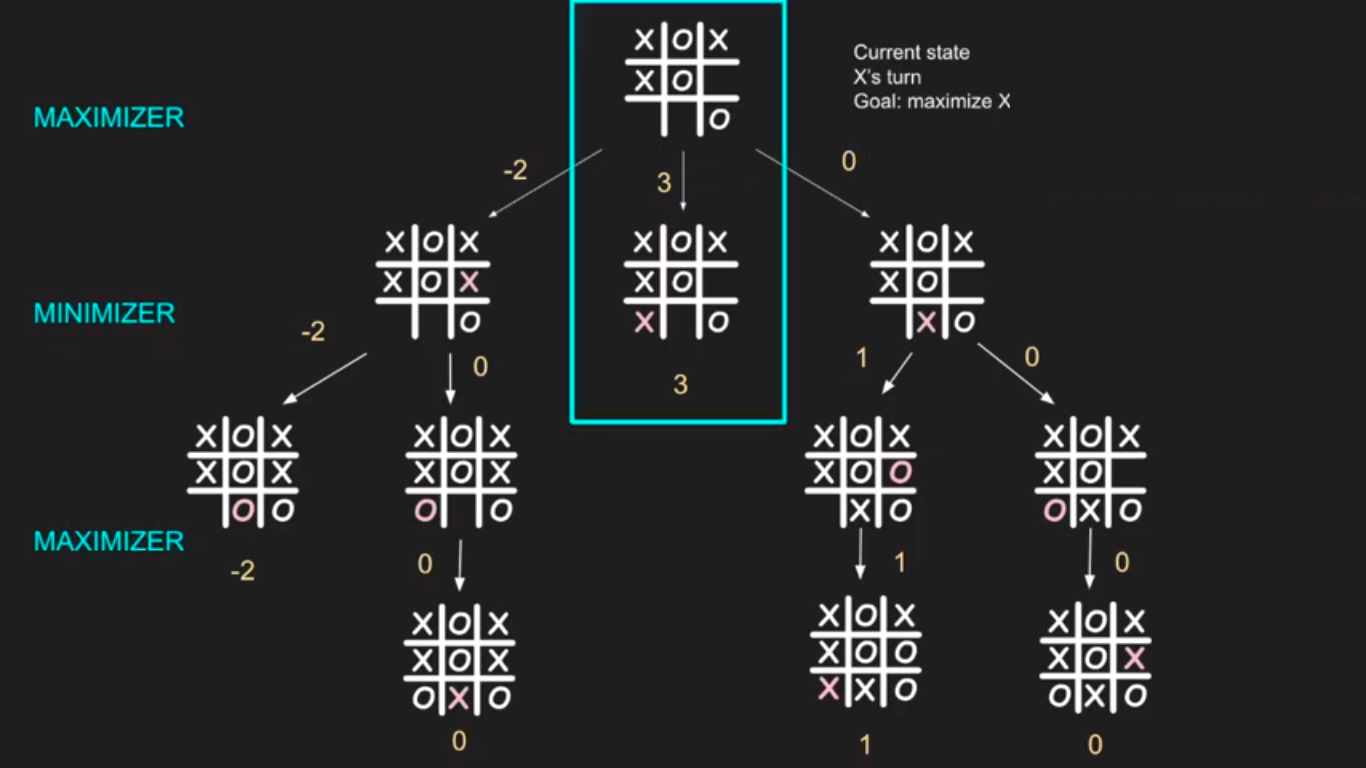 X O X
X O
O
Current state
X's turn
Goal: maximize X
MAXIMIZER
-2
3
0
X O X
X O X
O
X O X
X O
X O
X O X
X O
X O
MINIMIZER
-2
0
3
1
0
X O X
X O X
O O
X O X
X O X
O O
X O X
X O O
X O
X O X
X O
O X O
MAXIMIZER
-2
0
1
0
X O X
X O X
O X O
X O X
X O O
X X O
X O X
X O X
O X O
0
1
0